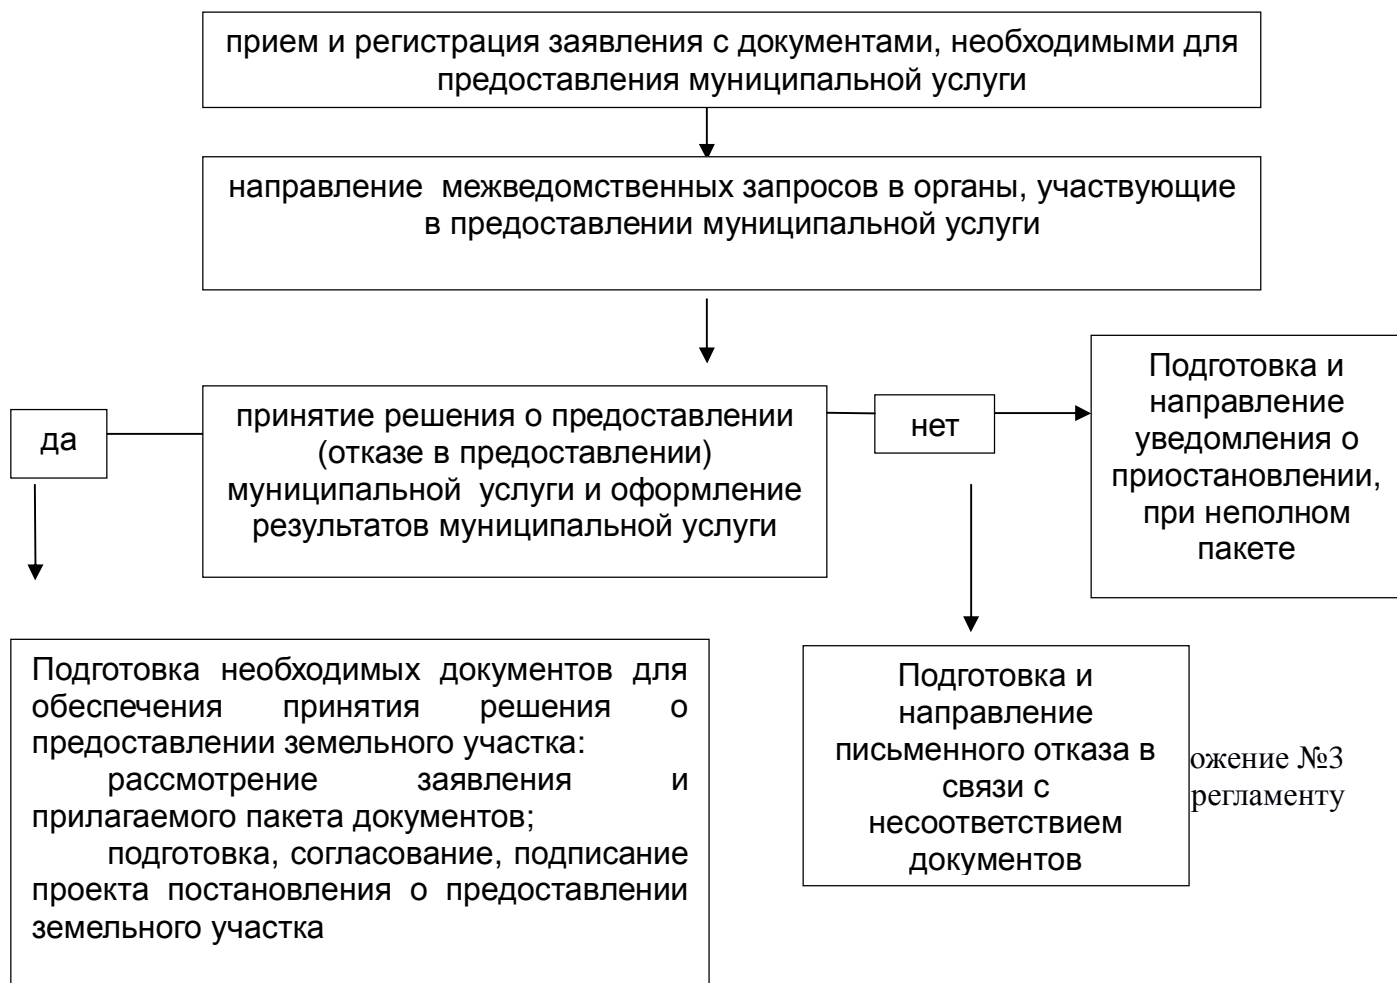 прием и регистрация заявления с документами, необходимыми для
предоставления муниципальной услуги
направление межведомственных запросов в органы, участвующие
в предоставлении муниципальной услуги
принятие решения о предоставлении
(отказе в предоставлении)
муниципальной услуги и оформление
результатов муниципальной услуги
да
нет
Подготовка и
направление
уведомления о
приостановлении,
при неполном
пакете
Подготовка необходимых документов для
обеспечения принятия решения о
предоставлении земельного участка:
рассмотрение заявления и
прилагаемого пакета документов;
подготовка, согласование, подписание
проекта постановления о предоставлении
земельного участка
Подготовка и
направление
письменного отказа в
связи с
несоответствием
документов
ожение №3
регламенту